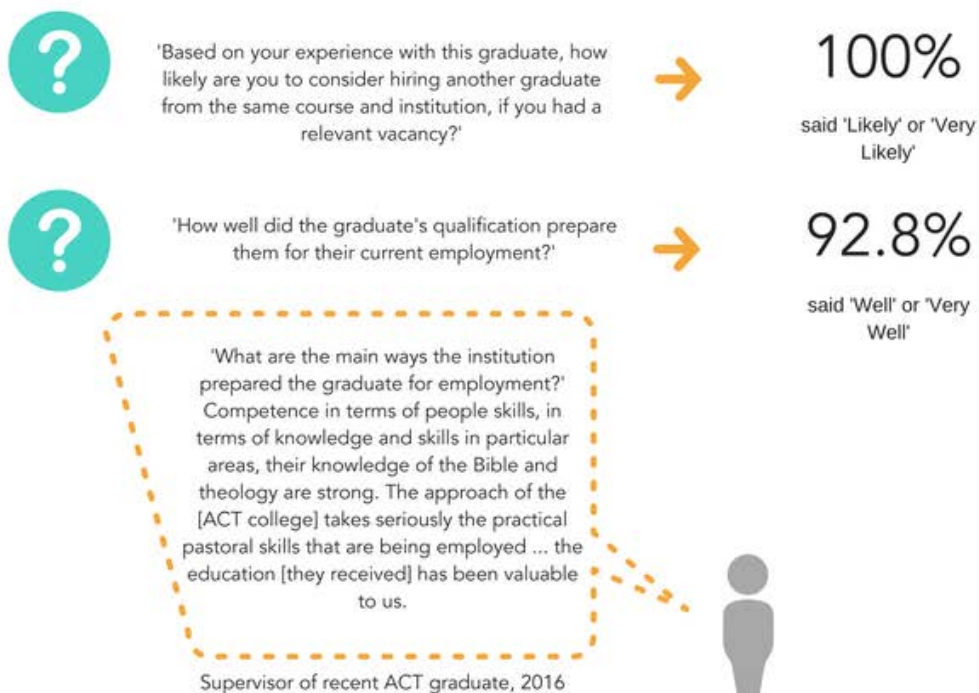 ?
'Based on your experience with this graduate, how
likely are you to consider hiring another graduate
from the same course and institution, if you had a
relevant vacancy?'
100%
said 'Likely' or 'Very
Likely'
?
'How well did the graduate's qualification prepare
them for their current employment?'
92.8%
said 'Well' or 'Very
Well'
'What are the main ways the institution
prepared the graduate for employment?'
Competence in terms of people skills, in
terms of knowledge and skills in particular
areas, their knowledge of the Bible and
theology are strong. The approach of the
[ACT college] takes seriously the practical
pastoral skills that are being employed ... the
education [they received] has been valuable
to us.
Supervisor of recent ACT graduate, 2016